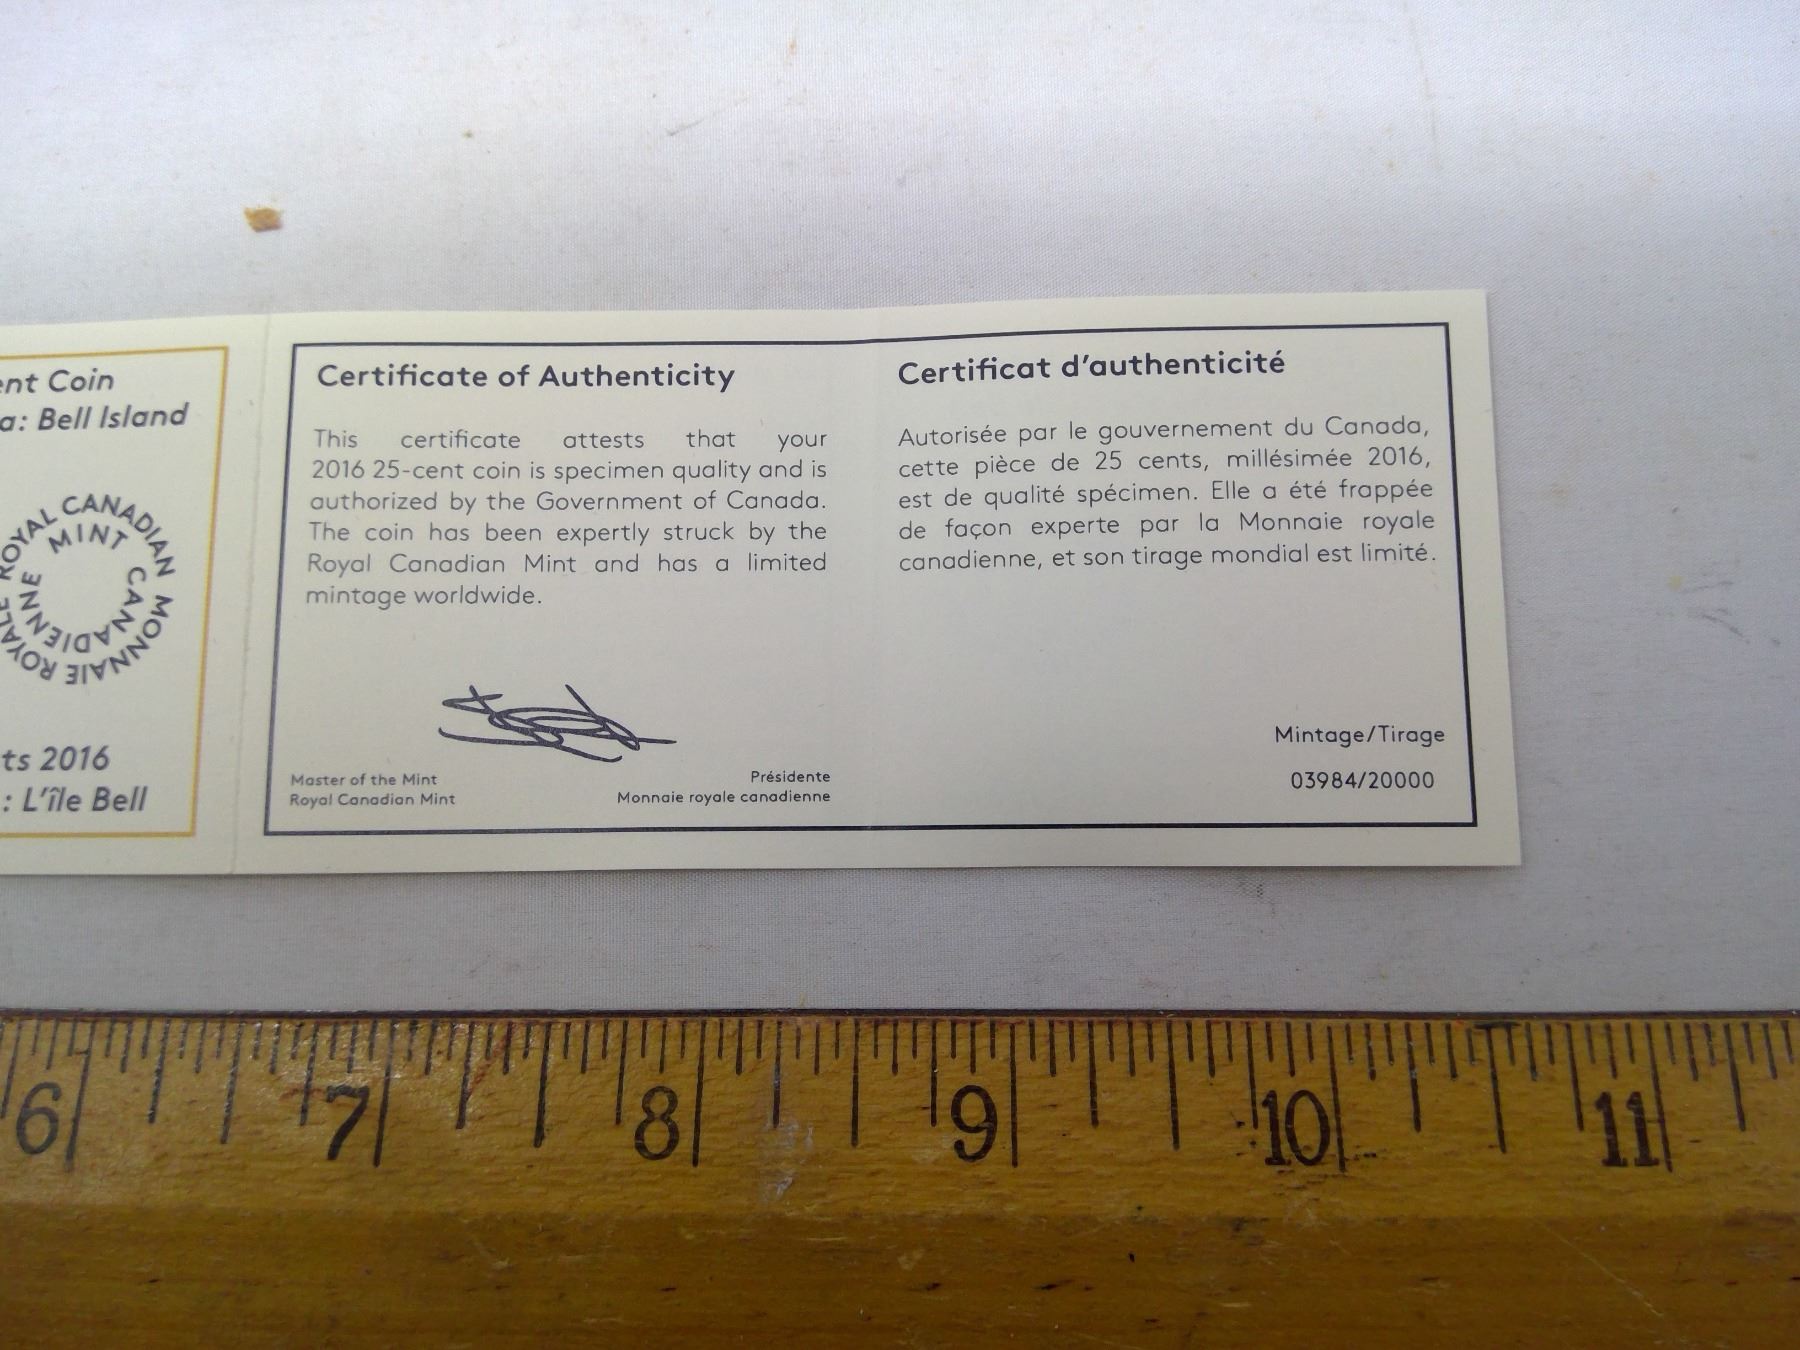 ent Coin
a: Bell Island
ROYAL CANADIAN MINT
MONNAIE ROYALE CANADIENNE
ts 2016
: L'île Bell
Certificate of Authenticity
This certificate attests that your
2016 25-cent coin is specimen quality and is
authorized by the Government of Canada.
The coin has been expertly struck by the
Royal Canadian Mint and has a limited
mintage worldwide.
Master of the Mint
Royal Canadian Mint
Présidente
Monnaie royale canadienne
Certificat d'authenticité
Autorisée par le gouvernement du Canada,
cette pièce de 25 cents, millésimée 2016,
est de qualité spécimen. Elle a été frappée
de façon experte par la Monnaie royale
canadienne, et son tirage mondial est limité.
Mintage/Tirage
03984/20000
6 7 8 9 10 11